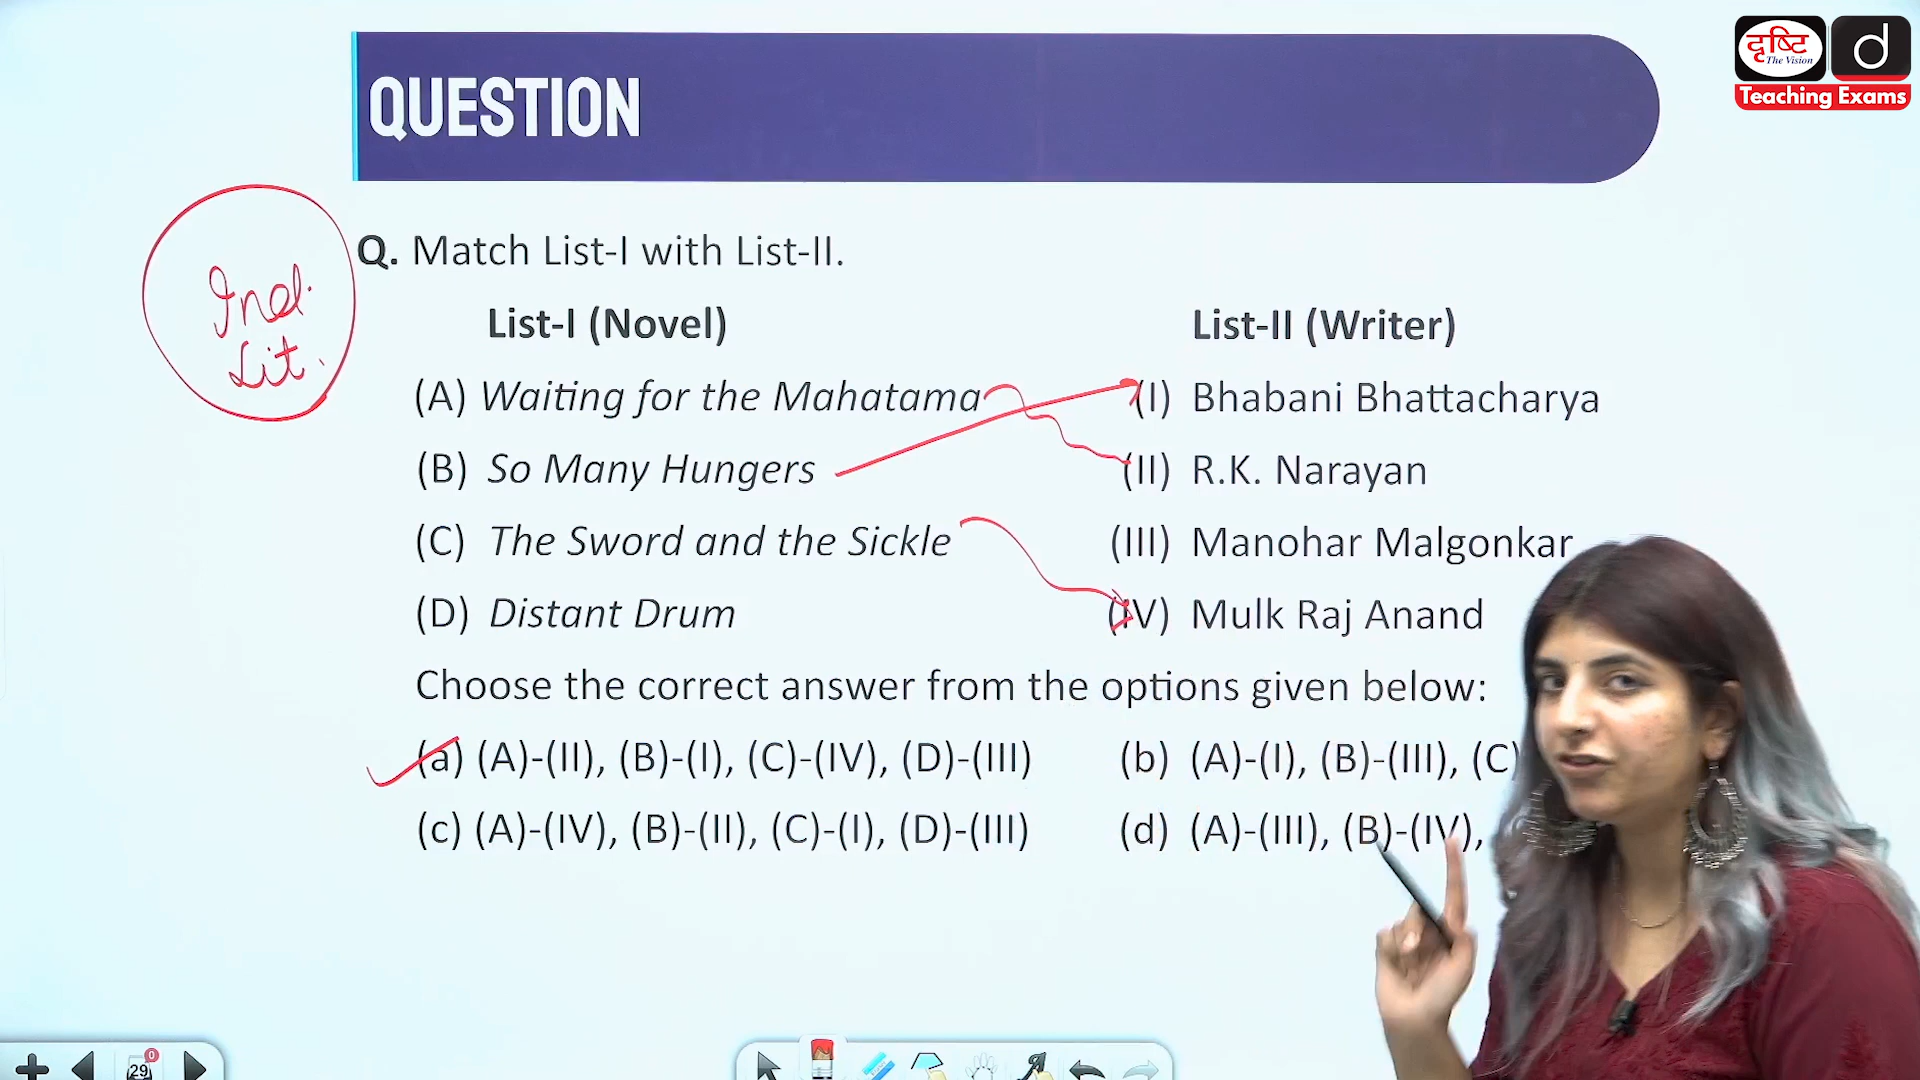 दृष्टि
The Vision
d
Teaching Exams
QUESTION
Ind.
Lit.
Q. Match List-I with List-II.
List-I (Novel) List-II (Writer)
(A) Waiting for the Mahatama (I) Bhabani Bhattacharya
(B) So Many Hungers (II) R.K. Narayan
(C) The Sword and the Sickle (III) Manohar Malgonkar
(D) Distant Drum (IV) Mulk Raj Anand
Choose the correct answer from the options given below:
(a) (A)-(II), (B)-(I), (C)-(IV), (D)-(III) (b) (A)-(I), (B)-(III), (C)
(c) (A)-(IV), (B)-(II), (C)-(I), (D)-(III) (d) (A)-(III), (B)-(IV),
0
29